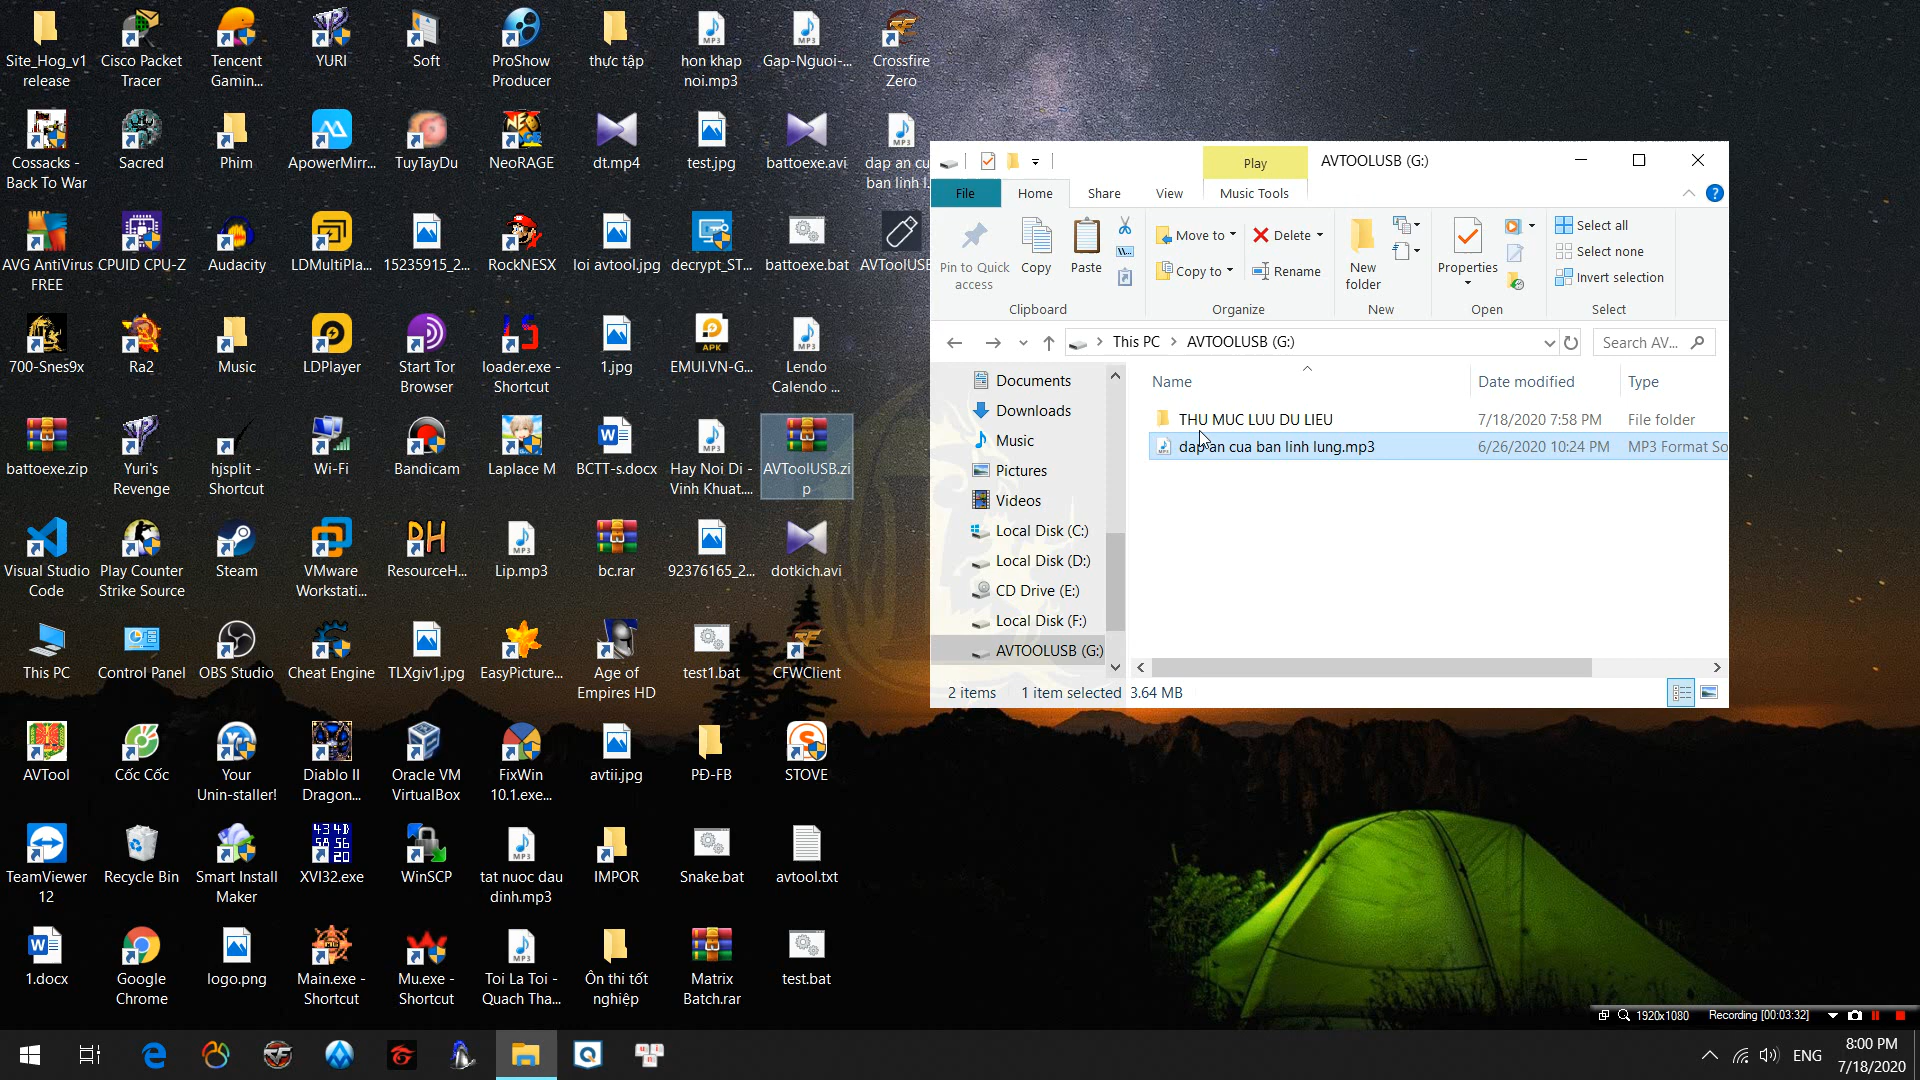 Site_Hog_v1
release
Cisco Packet
Tracer
Tencent
Gamin...
YURI
Soft
ProShow
Producer
thực tập
hon khap
noi.mp3
Gap-Nguoi-...
Crossfire
Zero
Cossacks -
Back To War
Sacred
Phim
ApowerMirr...
TuyTayDu
NeoRAGE
dt.mp4
test.jpg
battoexe.avi
dap an cu
ban linh l...
AVG AntiVirus
FREE
CPUID CPU-Z
Audacity
LDMultiPla...
15235915_2...
RockNESX
loi avtool.jpg
decrypt_ST...
battoexe.bat
AVToolUSB
700-Snes9x
Ra2
Music
LDPlayer
Start Tor
Browser
loader.exe -
Shortcut
1.jpg
EMUI.VN-G...
Lendo
Calendo ...
battoexe.zip
Yuri's
Revenge
hjsplit -
Shortcut
Wi-Fi
Bandicam
Laplace M
BCTT-s.docx
Hay Noi Di -
Vinh Khuat....
AVToolUSB.zi
p
Visual Studio
Code
Play Counter
Strike Source
Steam
VMware
Workstati...
ResourceH...
Lip.mp3
bc.rar
92376165_2...
dotkich.avi
This PC
Control Panel
OBS Studio
Cheat Engine
TLXgiv1.jpg
EasyPicture...
Age of
Empires HD
test1.bat
CFWClient
AVTool
Cốc Cốc
Your
Unin-staller!
Diablo II
Dragon...
Oracle VM
VirtualBox
FixWin
10.1.exe...
avtii.jpg
PĐ-FB
STOVE
TeamViewer
12
Recycle Bin
Smart Install
Maker
XVI32.exe
WinSCP
tat nuoc dau
dinh.mp3
IMPOR
Snake.bat
avtool.txt
1.docx
Google
Chrome
logo.png
Main.exe -
Shortcut
Mu.exe -
Shortcut
Toi La Toi -
Quach Tha...
Ôn thi tốt
nghiệp
Matrix
Batch.rar
test.bat
Play
AVTOOLUSB (G:)
File
Home
Share
View
Music Tools
Pin to Quick
access
Copy
Paste
Move to
Copy to
Delete
Rename
New
folder
Properties
Select all
Select none
Invert selection
Clipboard
Organize
New
Open
Select
This PC
AVTOOLUSB (G:)
Search AV...
Name
Date modified
Type
THU MUC LUU DU LIEU
7/18/2020 7:58 PM
File folder
dap an cua ban linh lung.mp3
6/26/2020 10:24 PM
MP3 Format So
Documents
Downloads
Music
Pictures
Videos
Local Disk (C:)
Local Disk (D:)
CD Drive (E:)
Local Disk (F:)
AVTOOLUSB (G:)
2 items
1 item selected
3.64 MB
1920x1080
Recording [00:03:32]
ENG
8:00 PM
7/18/2020